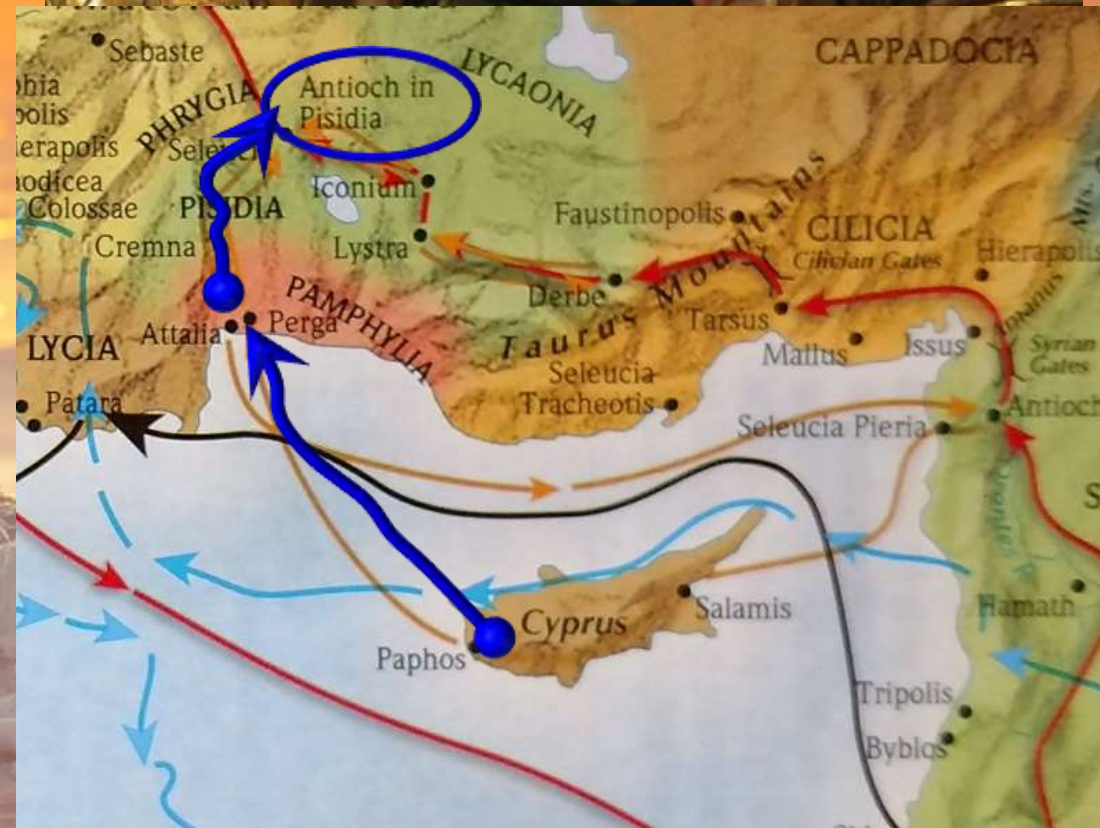 Sebaste
CAPPADOCIA
LYCAONIA
PHRYGIA
Antioch in
Pisidia
Iconium
Colossae
PISIDIA
Faustinopolis
CILICIA
Cilician Gates
Hierapolis
Cremna
Lystra
Derbe
Taurus Mountains
Tarsus
PAMPHYLIA
Attalia
Perga
LYCIA
Mallus
Issus
Syrian
Gates
Seleucia
Tracheotis
Patara
Antioch
Seleucia Pieria
Cyprus
Salamis
Hamath
Paphos
Tripolis
Byblos